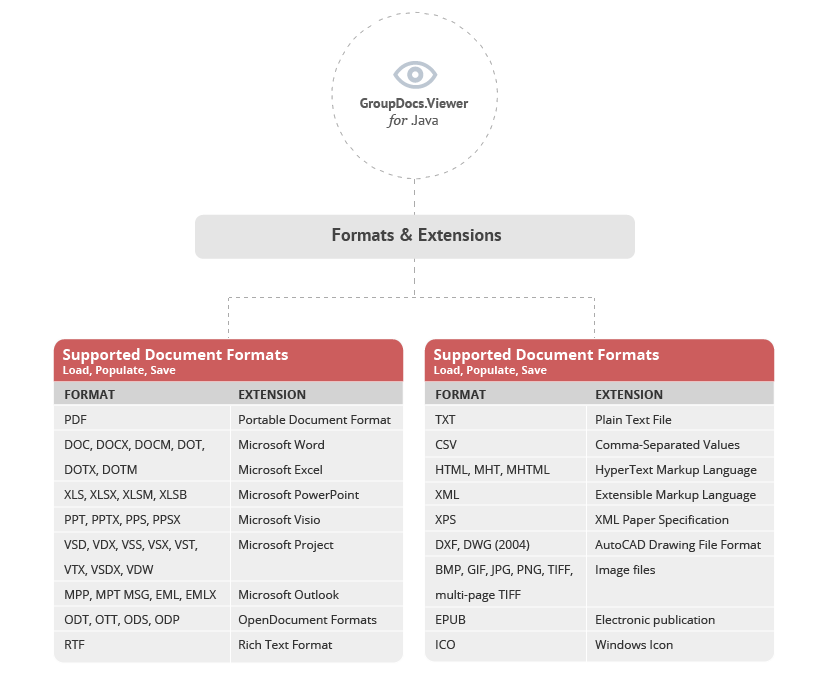 GroupDocs.Viewer
for Java
Formats & Extensions
Supported Document Formats
Load, Populate, Save
FORMAT EXTENSION
PDF Portable Document Format
DOC, DOCX, DOCM, DOT, Microsoft Word
DOTX, DOTM Microsoft Excel
XLS, XLSX, XLSM, XLSB Microsoft PowerPoint
PPT, PPTX, PPS, PPSX Microsoft Visio
VSD, VDX, VSS, VSX, VST, Microsoft Project
VTX, VSDX, VDW
MPP, MPT MSG, EML, EMLX Microsoft Outlook
ODT, OTT, ODS, ODP OpenDocument Formats
RTF Rich Text Format
Supported Document Formats
Load, Populate, Save
FORMAT EXTENSION
TXT Plain Text File
CSV Comma-Separated Values
HTML, MHT, MHTML HyperText Markup Language
XML Extensible Markup Language
XPS XML Paper Specification
DXF, DWG (2004) AutoCAD Drawing File Format
BMP, GIF, JPG, PNG, TIFF, Image files
multi-page TIFF
EPUB Electronic publication
ICO Windows Icon